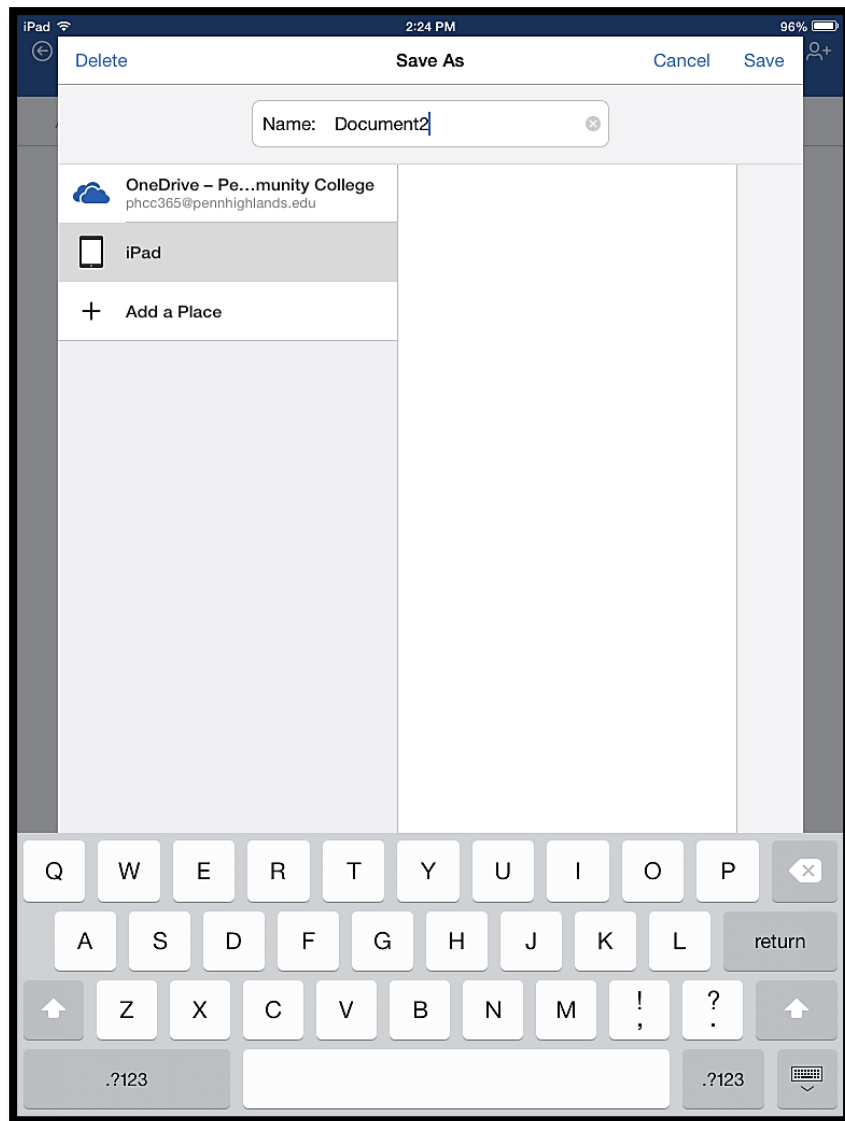 iPad 2:24 PM 96%
Delete Save As Cancel Save
Name: Document2
OneDrive – Pe...munity College
phcc365@pennhighlands.edu
iPad
Add a Place
Q W E R T Y U I O P
A S D F G H J K L return
Z X C V B N M ! , ? .
.?123 .?123